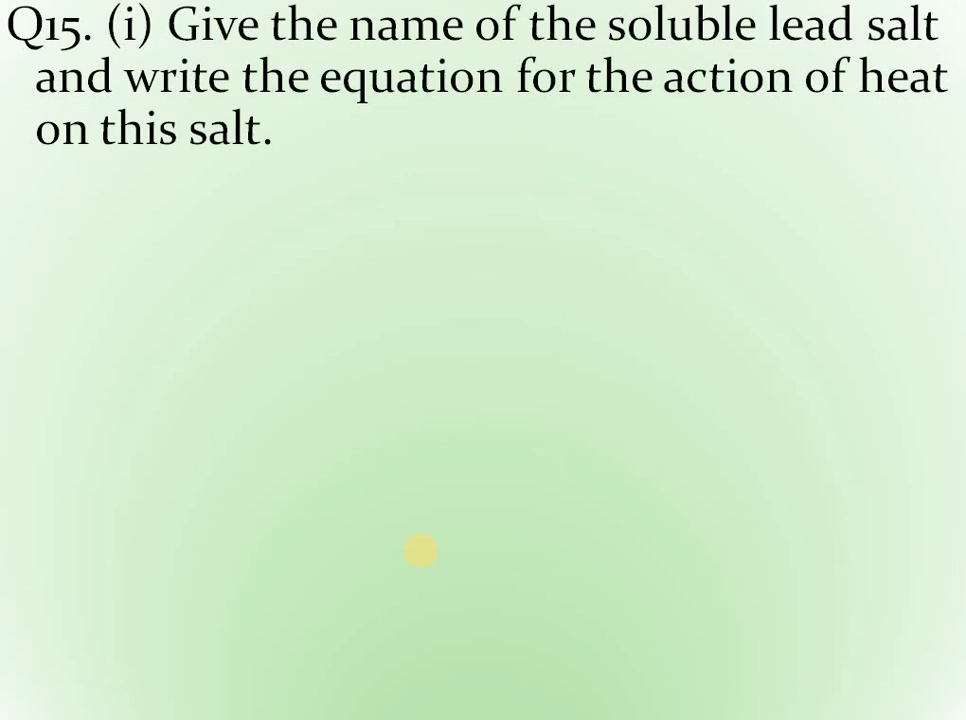 Q15. (i) Give the name of the soluble lead salt
and write the equation for the action of heat
on this salt.